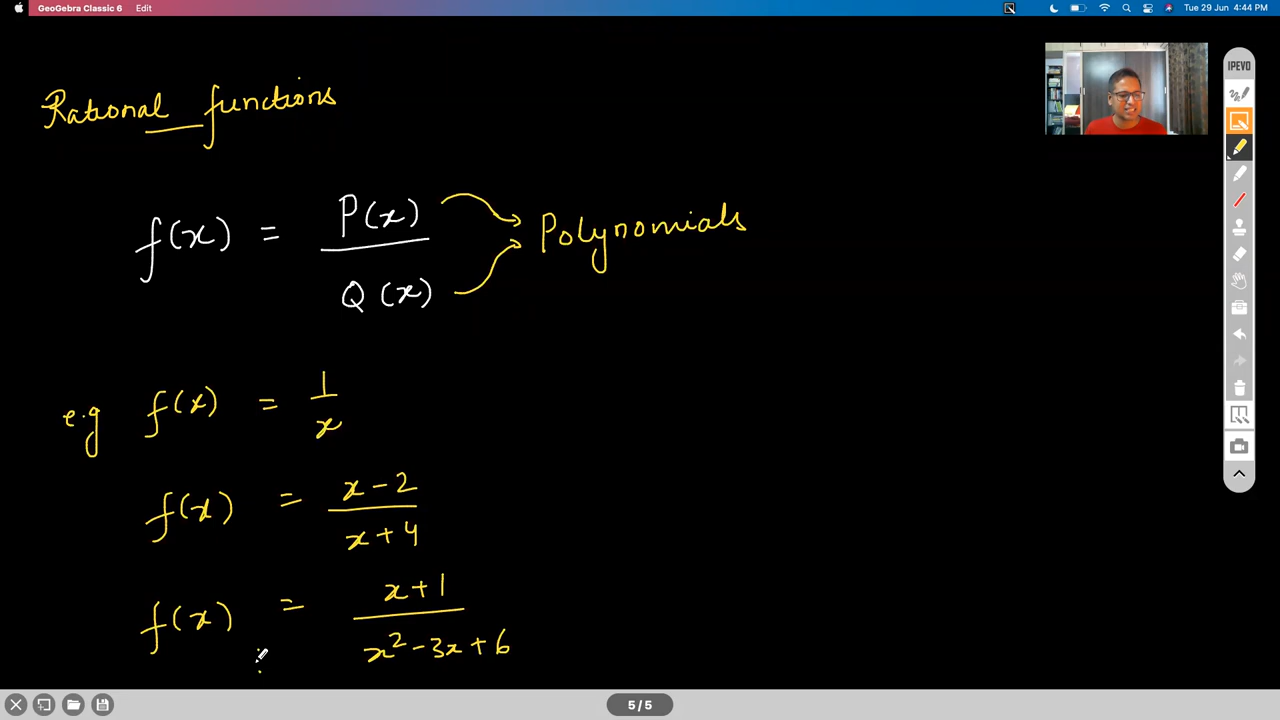 GeoGebra Classic 6 Edit Tue 29 Jun 4:44 PM
IPEVO
Rational functions
f(x) = P(x) / Q(x) Polynomials
e.g f(x) = 1/x
f(x) = x-2 / x+4
f(x) = x+1 / x²-3x+6
5/5